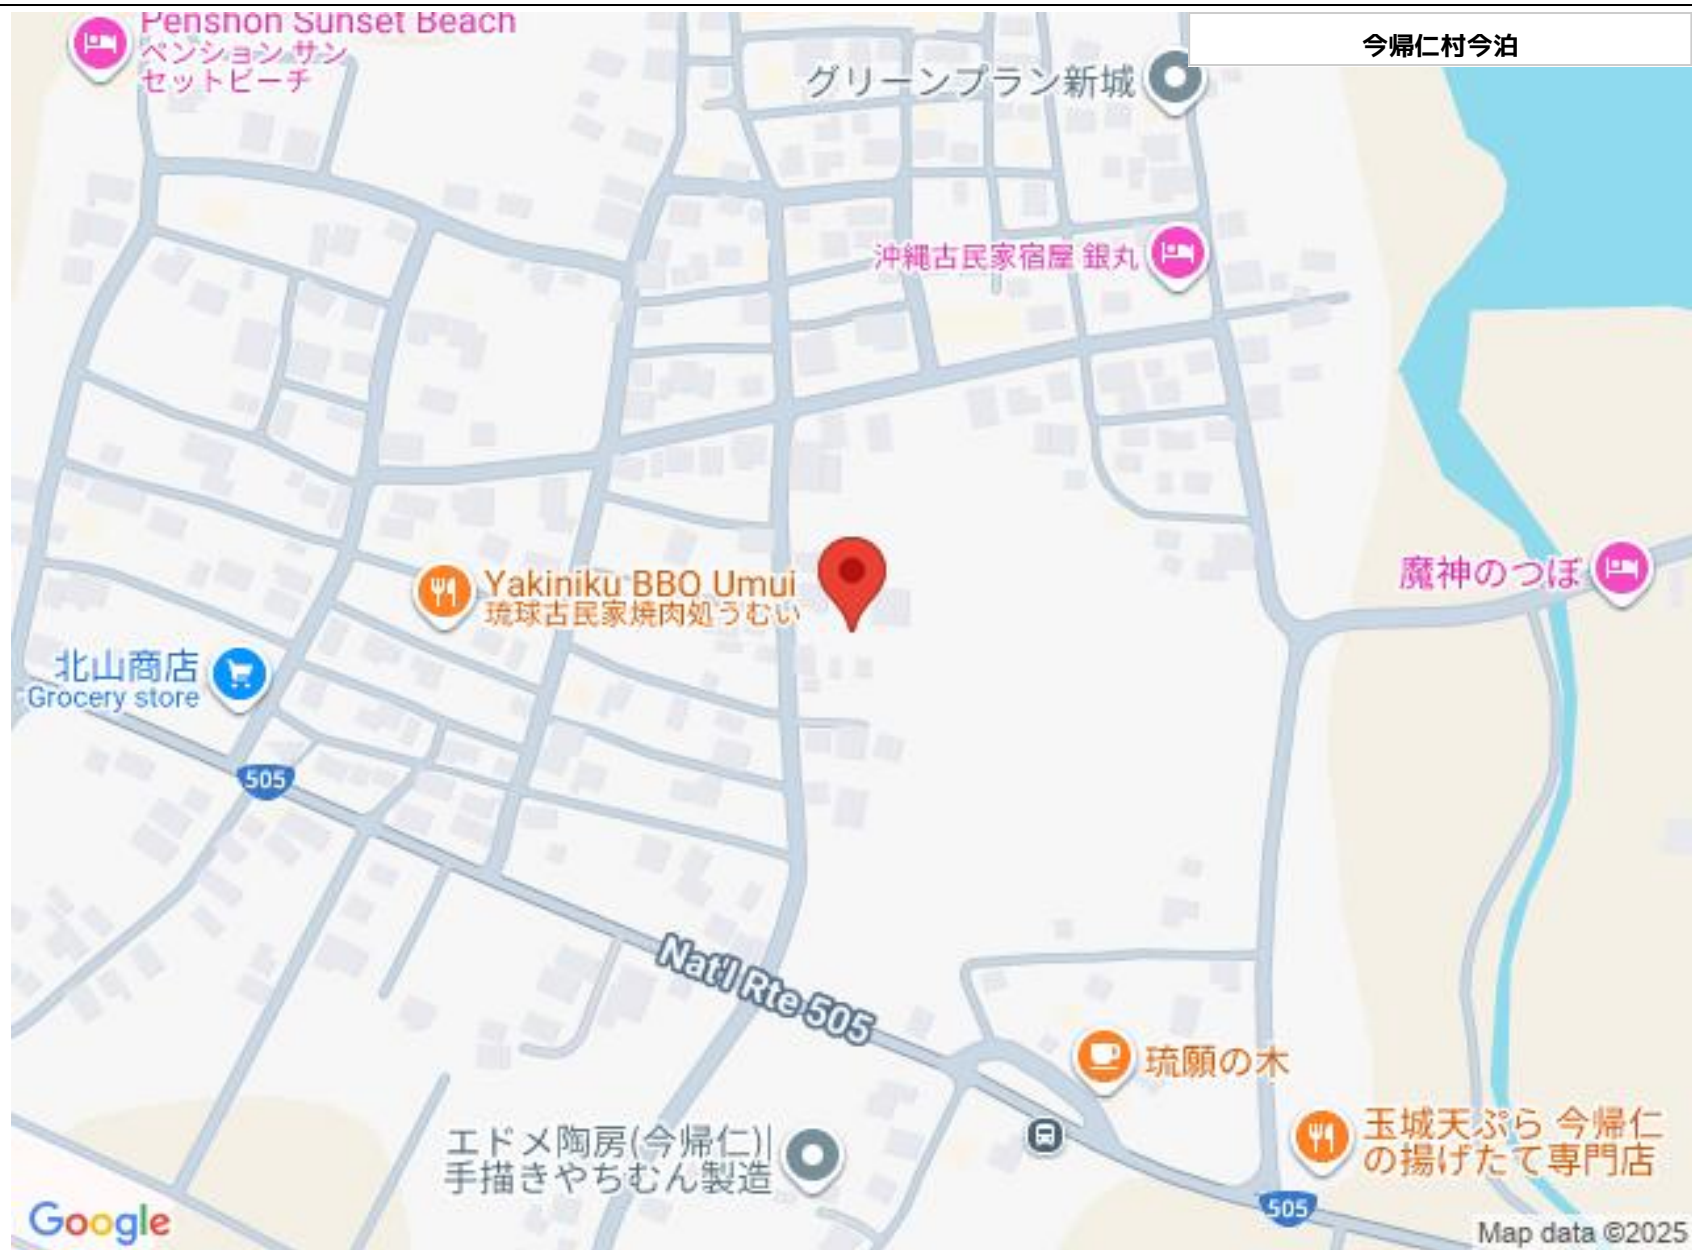 Penshon Sunset Beach
ペンション サン
セットビーチ
今帰仁村今泊
グリーンプラン新城
沖縄古民家宿屋 銀丸
魔神のつぼ
Yakiniku BBQ Umui
琉球古民家焼肉処うむい
北山商店
Grocery store
505
Nat'l Rte 505
琉願の木
エドメ陶房(今帰仁)|
手描きやちむん製造
玉城天ぷら 今帰仁
の揚げたて専門店
505
Google
Map data ©2025